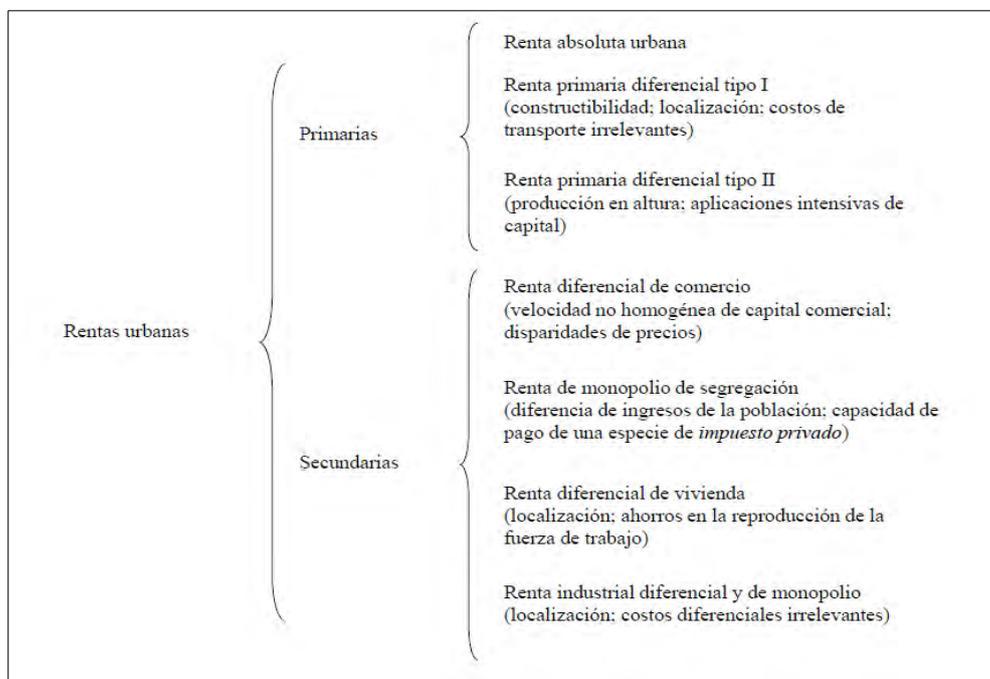 Rentas urbanas
Primarias
Renta absoluta urbana
Renta primaria diferencial tipo I
(constructibilidad; localización; costos de
transporte irrelevantes)
Renta primaria diferencial tipo II
(producción en altura; aplicaciones intensivas de
capital)
Secundarias
Renta diferencial de comercio
(velocidad no homogénea de capital comercial;
disparidades de precios)
Renta de monopolio de segregación
(diferencia de ingresos de la población; capacidad de
pago de una especie de impuesto privado)
Renta diferencial de vivienda
(localización; ahorros en la reproducción de la
fuerza de trabajo)
Renta industrial diferencial y de monopolio
(localización; costos diferenciales irrelevantes)